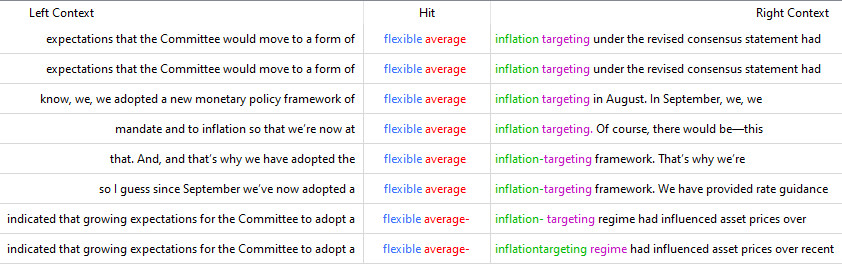 Left Context Hit Right Context
expectations that the Committee would move to a form of flexible average inflation targeting under the revised consensus statement had
expectations that the Committee would move to a form of flexible average inflation targeting under the revised consensus statement had
know, we, we adopted a new monetary policy framework of flexible average inflation targeting in August. In September, we, we
mandate and to inflation so that we're now at flexible average inflation targeting. Of course, there would be—this
that. And, and that's why we have adopted the flexible average inflation-targeting framework. That's why we're
so I guess since September we've now adopted a flexible average inflation-targeting framework. We have provided rate guidance
indicated that growing expectations for the Committee to adopt a flexible average- inflation- targeting regime had influenced asset prices over
indicated that growing expectations for the Committee to adopt a flexible average- inflationtargeting regime had influenced asset prices over recent